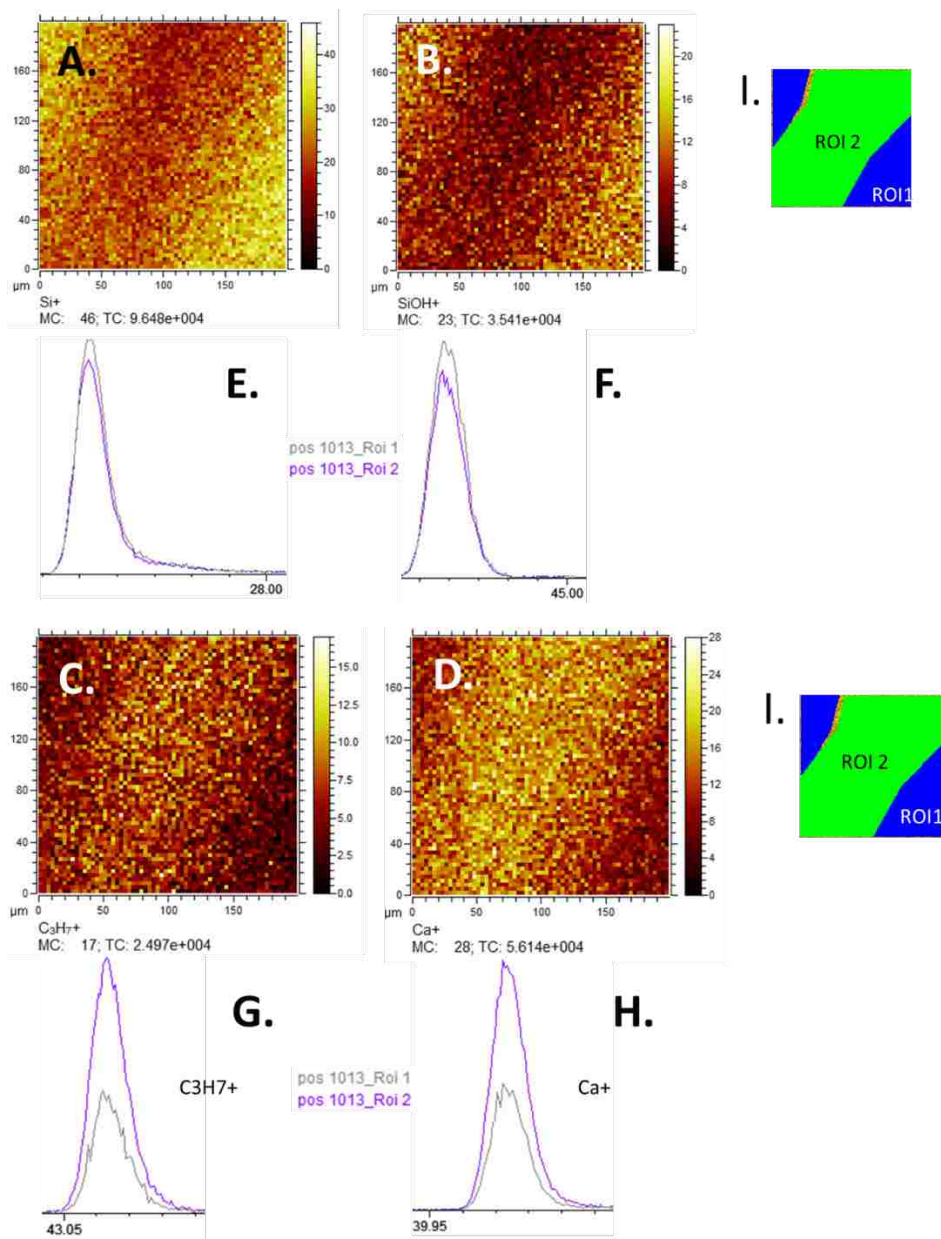 A.
160
120
80
40
0
0 50 100 150
µm
40
30
20
10
0
Si+
MC: 46; TC: 9.648e+004
B.
160
120
80
40
0
0 50 100 150
µm
20
16
12
8
4
0
SiOH+
MC: 23; TC: 3.541e+004
I.
ROI 2
ROI1
E.
28.00
pos 1013_Roi 1
pos 1013_Roi 2
F.
45.00
C.
160
120
80
40
0
0 50 100 150
µm
15.0
12.5
10.0
7.5
5.0
2.5
0.0
C₃H₇+
MC: 17; TC: 2.497e+004
D.
160
120
80
40
0
0 50 100 150
µm
28
24
20
16
12
8
4
0
Ca+
MC: 28; TC: 5.614e+004
I.
ROI 2
ROI1
G.
C3H7+
43.05
pos 1013_Roi 1
pos 1013_Roi 2
H.
Ca+
39.95